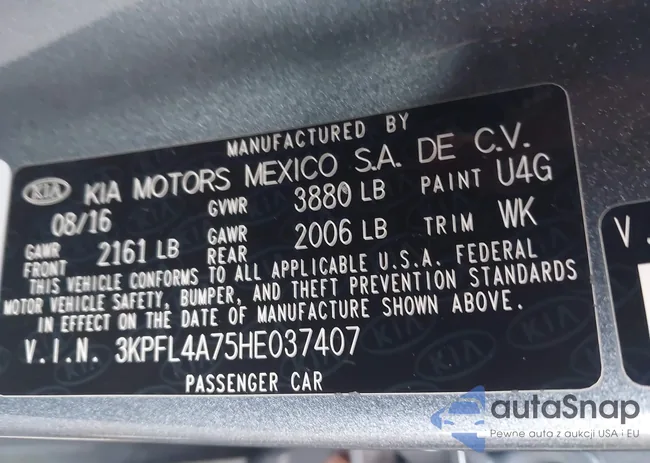 MANUFACTURED BY
KIA KIA MOTORS MEXICO S.A. DE C.V.
08/16 GVWR 3880 LB PAINT U4G
GAWR FRONT 2161 LB GAWR REAR 2006 LB TRIM WK
THIS VEHICLE CONFORMS TO ALL APPLICABLE U.S.A. FEDERAL
MOTOR VEHICLE SAFETY, BUMPER, AND THEFT PREVENTION STANDARDS
IN EFFECT ON THE DATE OF MANUFACTURE SHOWN ABOVE.
V.I.N. 3KPFL4A75HE037407
PASSENGER CAR
V.
autaSnap
Pewne auta z aukcji USA i EU